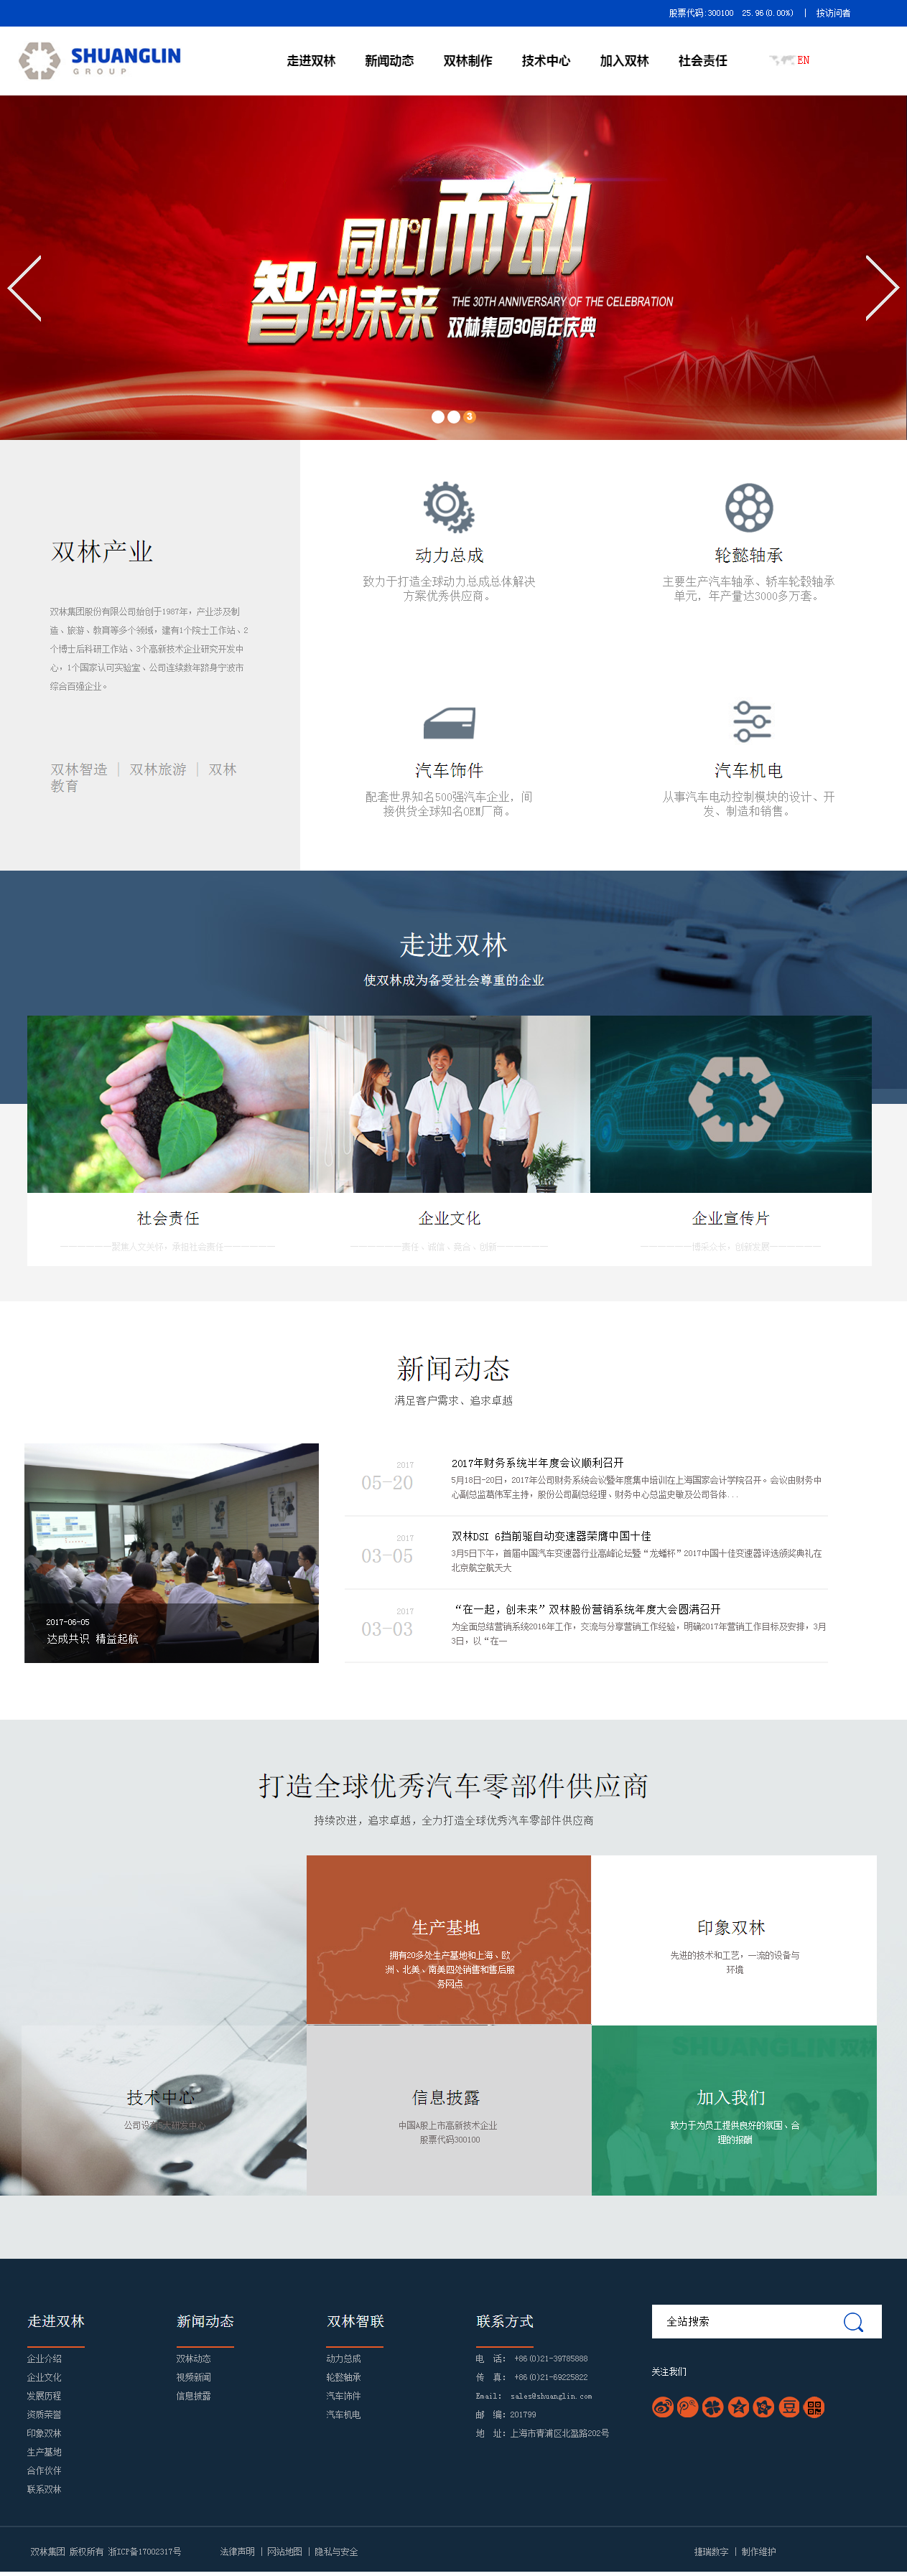 股票代码:300100 25.96(0.00%) | 按访问者
SHUANGLIN
GROUP
走进双林 新闻动态 双林制作 技术中心 加入双林 社会责任 EN
同心而动
智创未来
THE 30TH ANNIVERSARY OF THE CELEBRATION
双林集团30周年庆典
3
双林产业
双林集团股份有限公司始创于1987年，产业涉及制
造、旅游、教育等多个领域，建有1个院士工作站、2
个博士后科研工作站、3个高新技术企业研究开发中
心，1个国家认可实验室、公司连续数年跻身宁波市
综合百强企业。
双林智造 | 双林旅游 | 双林
教育
动力总成
致力于打造全球动力总成总体解决
方案优秀供应商。
轮懿轴承
主要生产汽车轴承、轿车轮毂轴承
单元，年产量达3000多万套。
汽车饰件
配套世界知名500强汽车企业，间
接供货全球知名OEM厂商。
汽车机电
从事汽车电动控制模块的设计、开
发、制造和销售。
走进双林
使双林成为备受社会尊重的企业
社会责任
聚焦人文关怀，承担社会责任
企业文化
责任、诚信、竞合、创新
企业宣传片
博采众长，创新发展
新闻动态
满足客户需求、追求卓越
2017-06-05
达成共识 精益起航
2017
05-20
2017年财务系统半年度会议顺利召开
5月18日-20日，2017年公司财务系统会议暨年度集中培训在上海国家会计学院召开。会议由财务中
心副总监葛伟军主持，股份公司副总经理、财务中心总监史敏及公司各体...
2017
03-05
双林DSI 6挡前驱自动变速器荣膺中国十佳
3月5日下午，首届中国汽车变速器行业高峰论坛暨“龙蟠杯”2017中国十佳变速器评选颁奖典礼在
北京航空航天大
2017
03-03
“在一起，创未来”双林股份营销系统年度大会圆满召开
为全面总结营销系统2016年工作，交流与分享营销工作经验，明确2017年营销工作目标及安排，3月
3日，以“在一
打造全球优秀汽车零部件供应商
持续改进，追求卓越，全力打造全球优秀汽车零部件供应商
生产基地
拥有20多处生产基地和上海、欧
洲、北美、南美四处销售和售后服
务网点
印象双林
先进的技术和工艺，一流的设备与
环境
技术中心
公司设有5大研发中心
信息披露
中国A股上市高新技术企业
股票代码300100
SHUANGLIN 双林
加入我们
致力于为员工提供良好的氛围、合
理的报酬
走进双林
企业介绍
企业文化
发展历程
资质荣誉
印象双林
生产基地
合作伙伴
联系双林
新闻动态
双林动态
视频新闻
信息披露
双林智联
动力总成
轮懿轴承
汽车饰件
汽车机电
联系方式
电 话: +86(0)21-39785888
传 真: +86(0)21-69225822
Email: sales@shuanglin.com
邮 编: 201799
地 址: 上海市青浦区北盈路202号
全站搜索
关注我们
双林集团 版权所有 浙ICP备17002317号 法律声明 | 网站地图 | 隐私与安全 捷瑞数字 | 制作维护